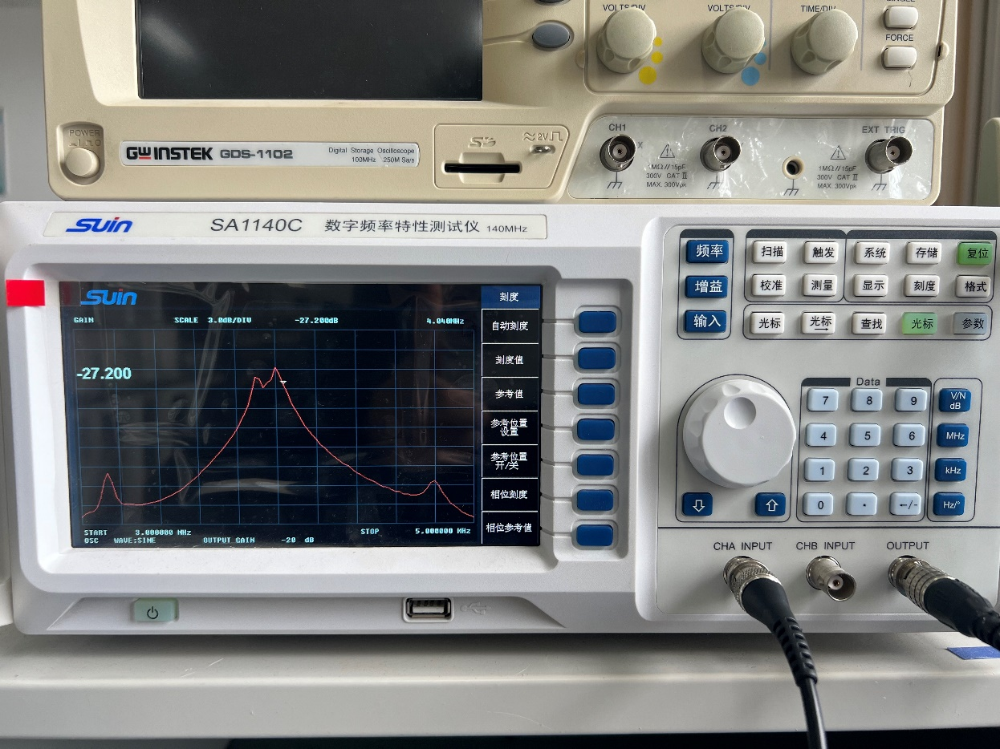 VOLTS/DIV
VOLTS/DIV
TIME/DIV
FORCE
POWER
GWINSTEK GDS-1102
Digital Storage Oscilloscope
100MHz 250M Sa/s
SD
≈2V
CH1
CH2
EXT TRIG
MΩ//15pF
300V CAT II
MAX. 300Vpk
1MΩ//15pF
300V CAT II
MAX. 300Vpk
SUIN SA1140C 数字频率特性测试仪 140MHz
频率 扫描 触发 系统 存储 复位
增益 校准 测量 显示 刻度 格式
输入 光标 光标→ 查找 光标 参数
SUIN
GAIN SCALE 3.0dB/DIV -27.200dB 4.040MHz
-27.200
START 3.000000 MHz STOP 5.000000 MHz
OSC WAVE:SINE OUTPUT GAIN -20 dB
刻度
自动刻度
刻度值
参考值
参考位置
设置
参考位置
开/关
相位刻度
相位参考值
Data
7 8 9 V/N dB
4 5 6 MHz
1 2 3 kHz
0 · ←/- Hz/°
CHA INPUT
CHB INPUT
OUTPUT